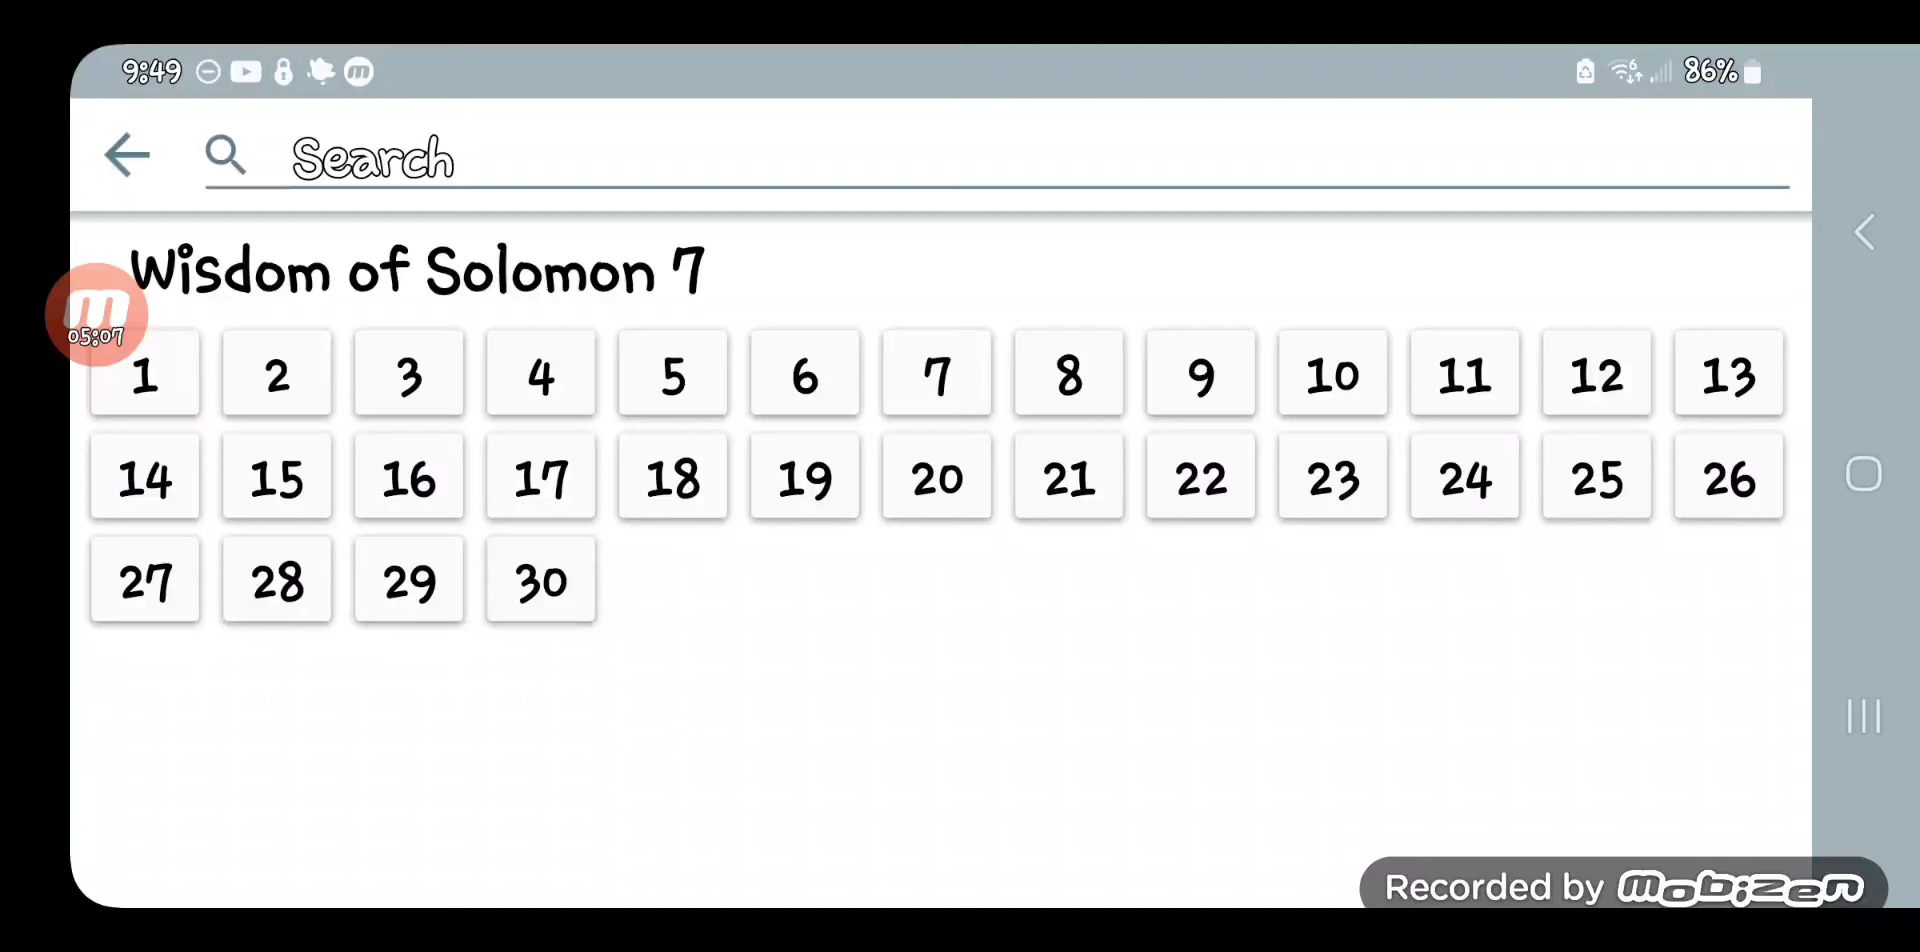 9:49
86%
Search
Wisdom of Solomon 7
05:07
1 2 3 4 5 6 7 8 9 10 11 12 13
14 15 16 17 18 19 20 21 22 23 24 25 26
27 28 29 30
Recorded by mobizen